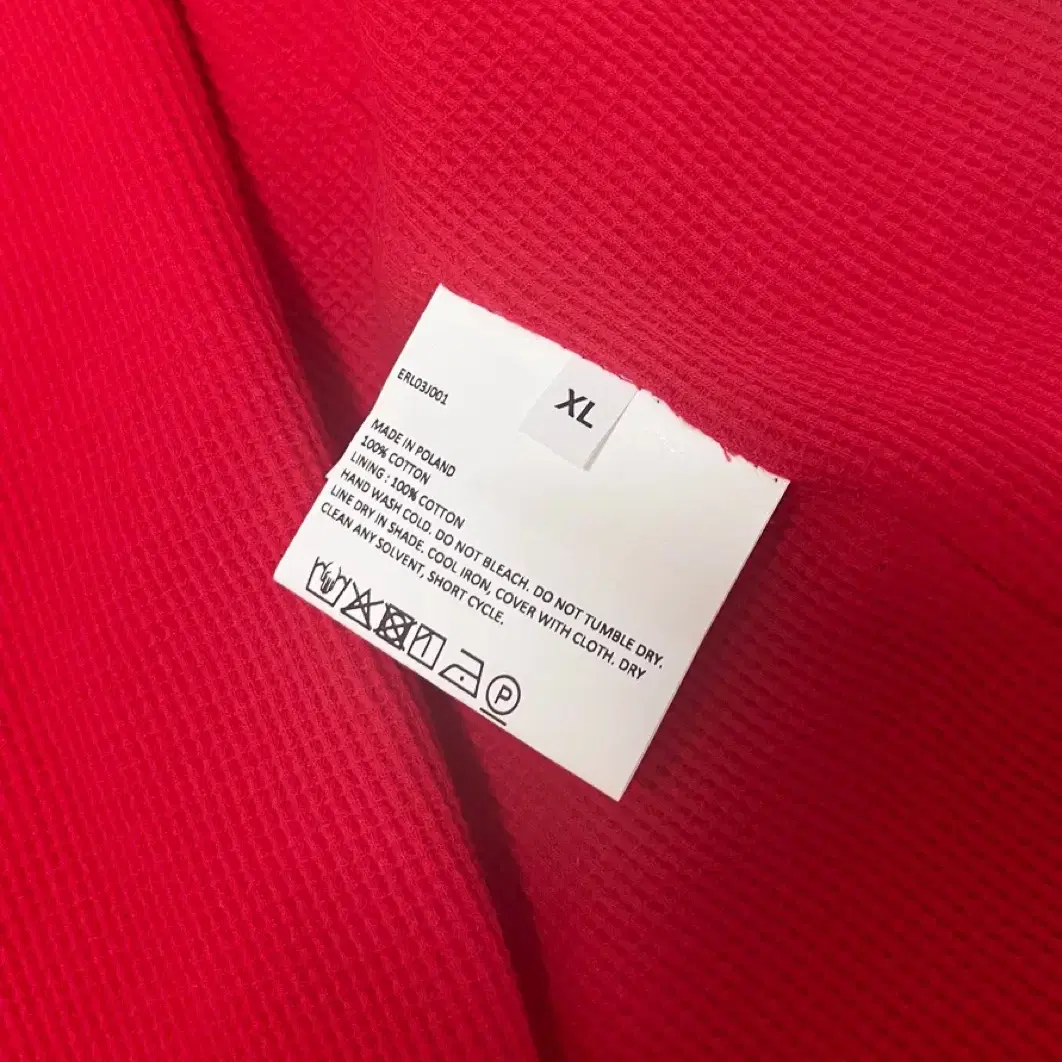 XL
ERL03J001
MADE IN POLAND
100% COTTON
LINING : 100% COTTON
HAND WASH COLD. DO NOT BLEACH. DO NOT TUMBLE DRY.
LINE DRY IN SHADE. COOL IRON, COVER WITH CLOTH. DRY
CLEAN ANY SOLVENT, SHORT CYCLE.
P